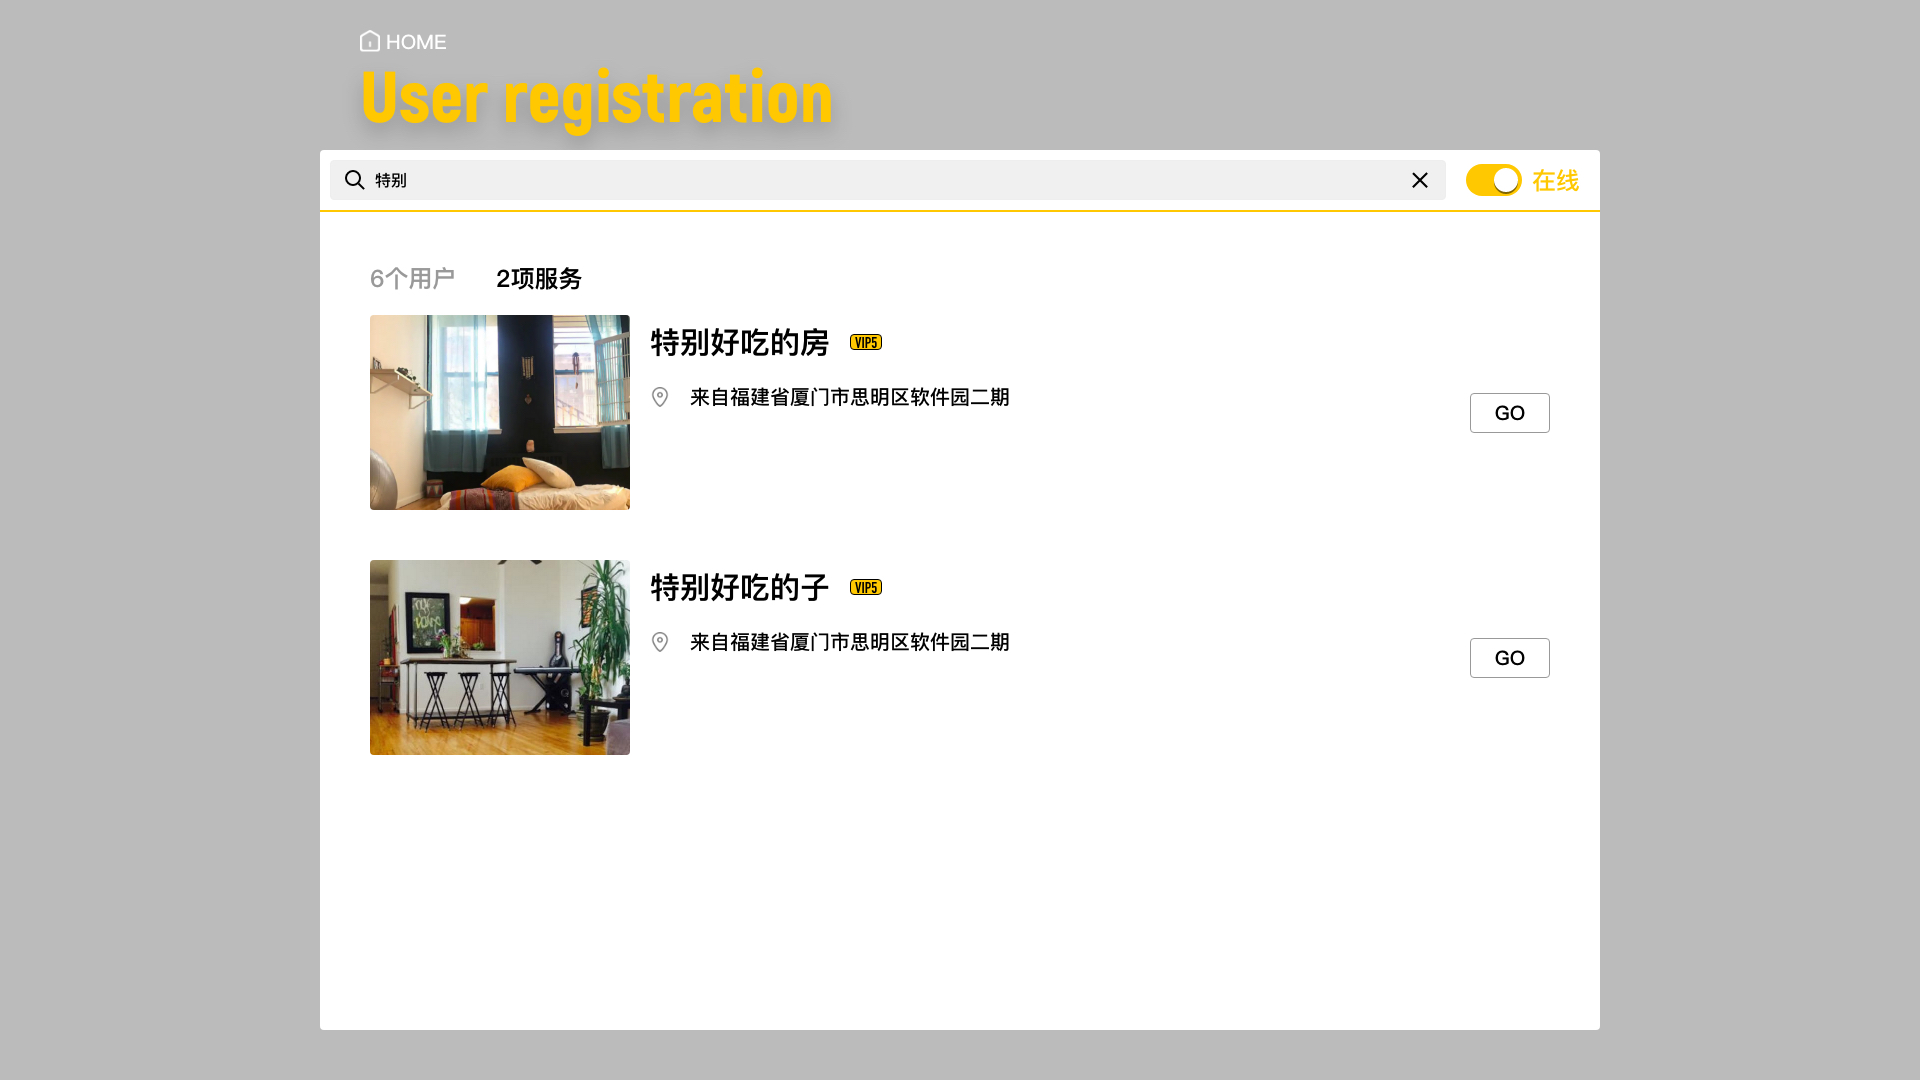 HOME
User registration
特别
在线
6个用户 2项服务
特别好吃的房 VIP5
来自福建省厦门市思明区软件园二期
GO
特别好吃的子 VIP5
来自福建省厦门市思明区软件园二期
GO